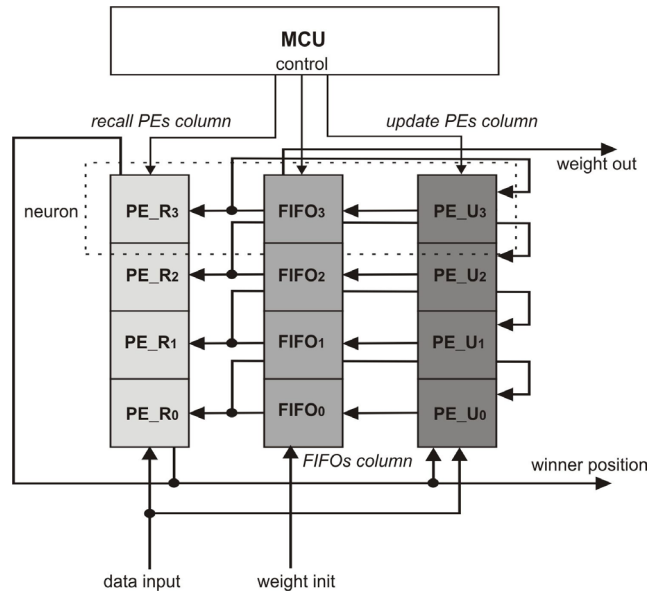 MCU
control
recall PEs column
update PEs column
weight out
neuron
PE_R3
FIFO3
PE_U3
PE_R2
FIFO2
PE_U2
PE_R1
FIFO1
PE_U1
PE_R0
FIFO0
PE_U0
FIFOs column
winner position
data input
weight init